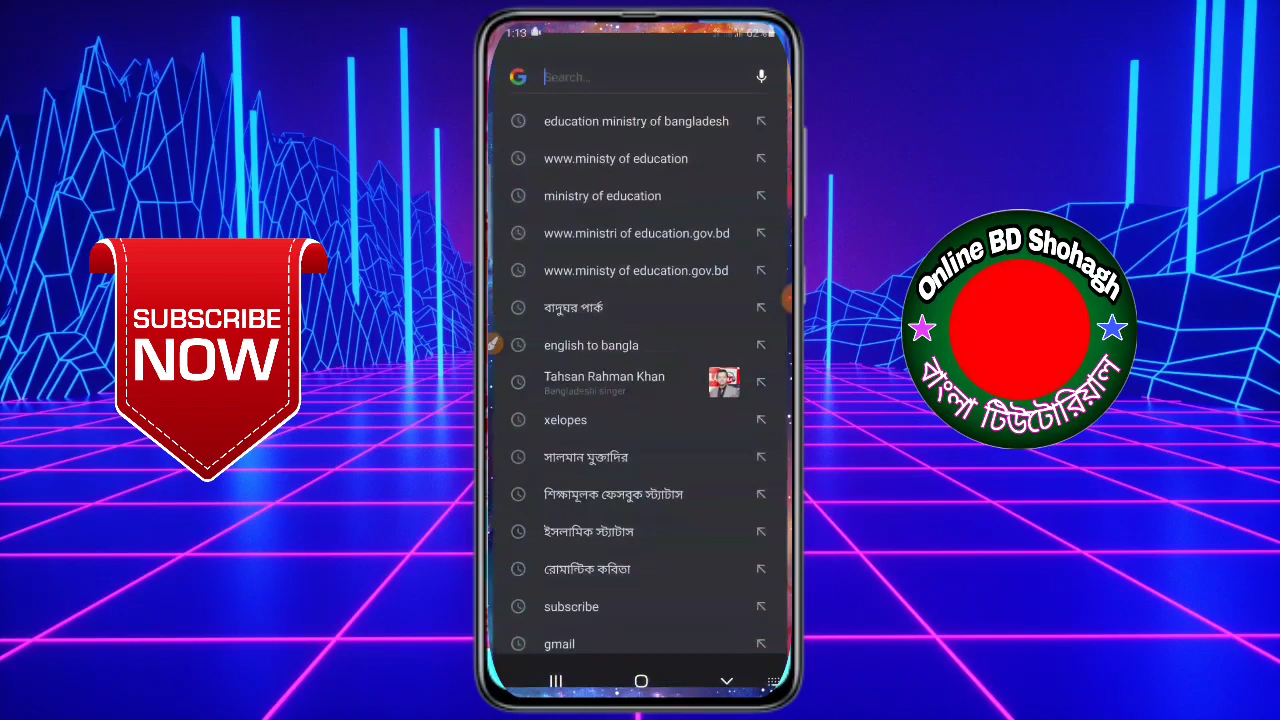 1:13
62%
Search...
education ministry of bangladesh
www.ministy of education
ministry of education
www.ministri of education.gov.bd
www.ministy of education.gov.bd
বাদুঘর পার্ক
english to bangla
Tahsan Rahman Khan
Bangladeshi singer
xelopes
সালমান মুক্তাদির
শিক্ষামূলক ফেসবুক স্ট্যাটাস
ইসলামিক স্ট্যাটাস
রোমান্টিক কবিতা
subscribe
gmail
SUBSCRIBE
NOW
Online BD Shohagh
বাংলা টিউটোরিয়াল